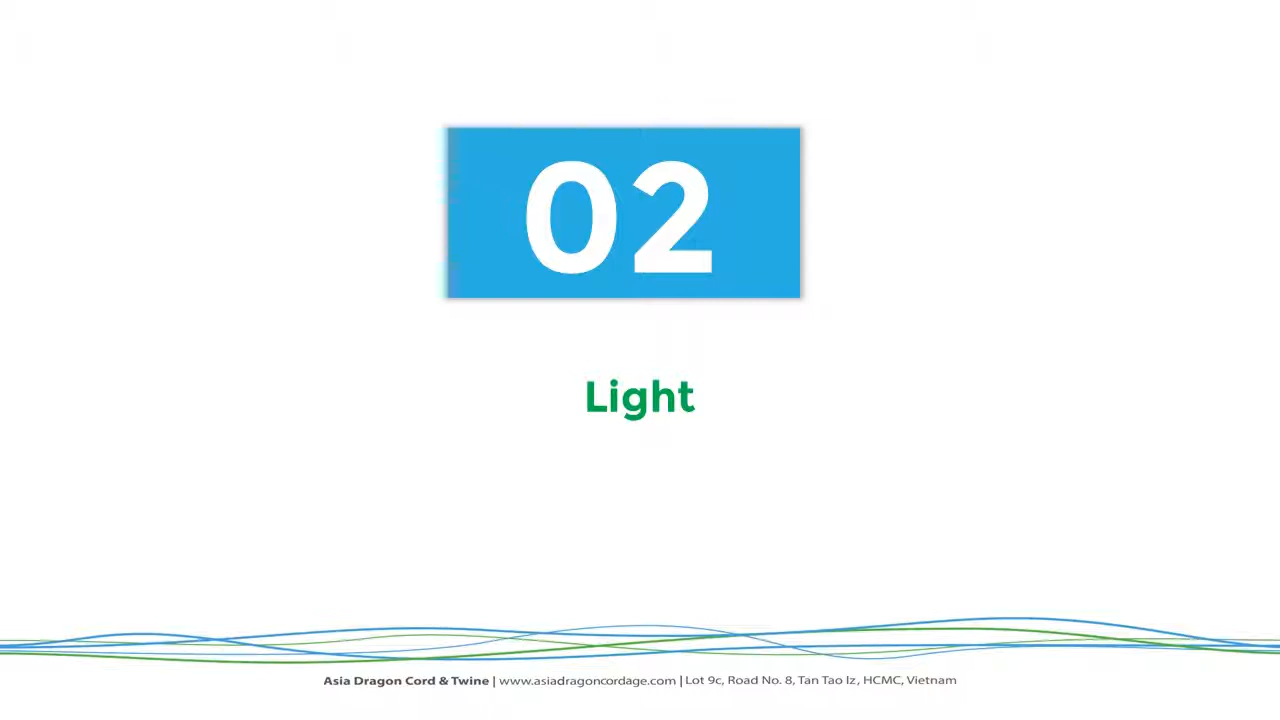 02
Light
Asia Dragon Cord & Twine | www.asiadragoncordage.com | Lot 9c, Road No. 8, Tan Tao Iz, HCMC, Vietnam